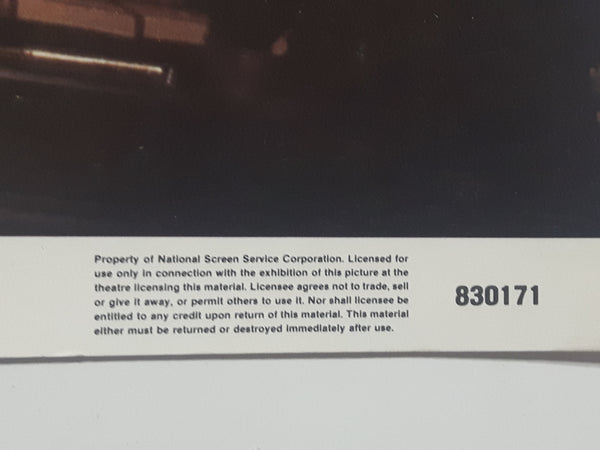 Property of National Screen Service Corporation. Licensed for
use only in connection with the exhibition of this picture at the
theatre licensing this material. Licensee agrees not to trade, sell
or give it away, or permit others to use it. Nor shall licensee be
entitled to any credit upon return of this material. This material
either must be returned or destroyed immediately after use.
830171